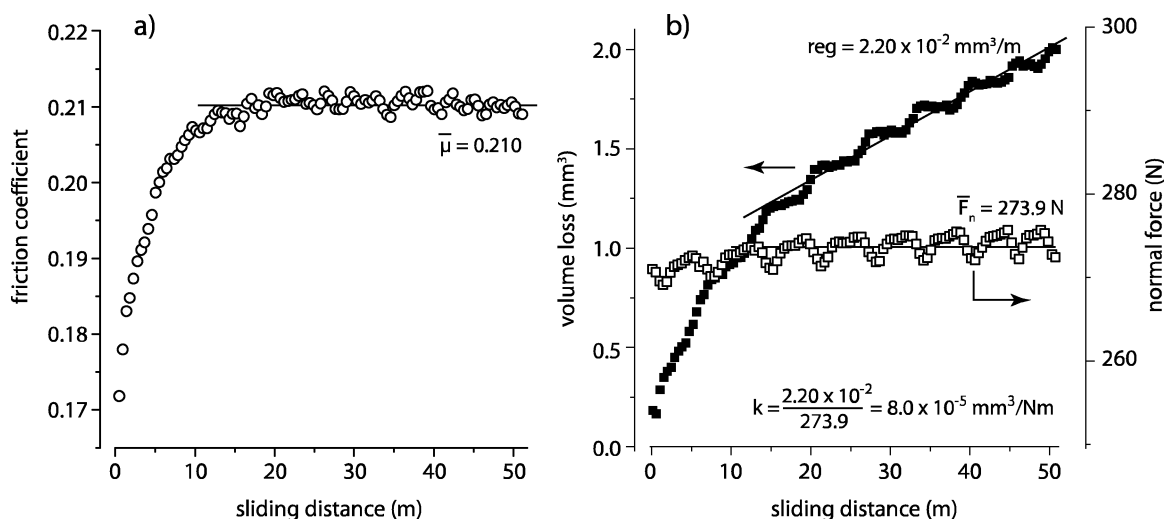 a)
friction coefficient
0.22
0.21
0.20
0.19
0.18
0.17
μ̅ = 0.210
0
10
20
30
40
50
sliding distance (m)
b)
volume loss (mm³)
2.0
1.5
1.0
0.5
0.0
reg = 2.20 x 10⁻² mm³/m
F̅ₙ = 273.9 N
k = 2.20 x 10⁻² / 273.9 = 8.0 x 10⁻⁵ mm³/Nm
0
10
20
30
40
50
sliding distance (m)
300
280
260
normal force (N)